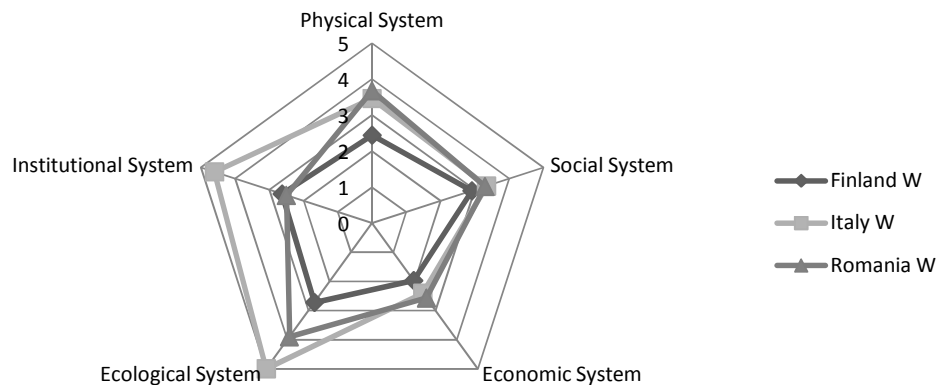 Physical System
5
4
3
2
1
0
Institutional System
Social System
Ecological System
Economic System
Finland W
Italy W
Romania W